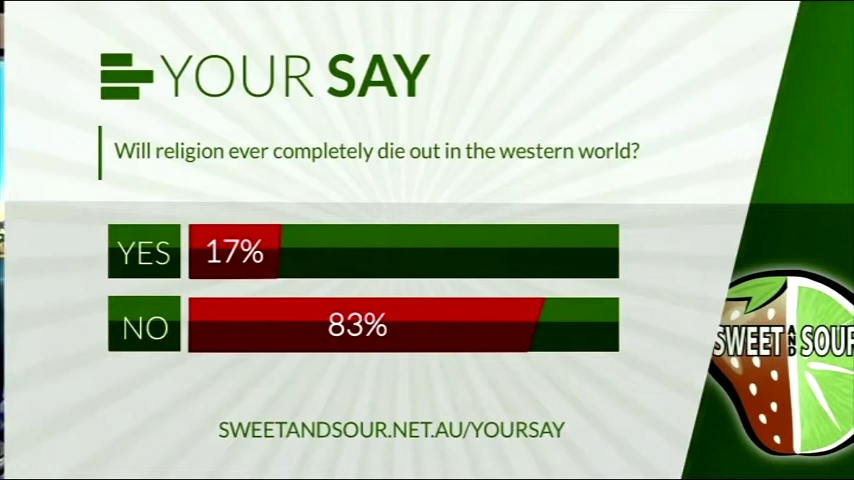 YOUR SAY
Will religion ever completely die out in the western world?
YES 17%
NO 83%
SWEET AND SOUR
SWEETANDSOUR.NET.AU/YOURSAY